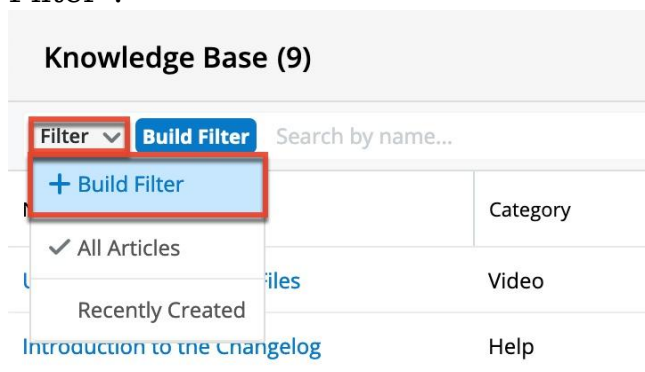 Filter".
Knowledge Base (9)
Filter Build Filter Search by name...
+ Build Filter
N Category
✓ All Articles
U Files Video
Recently Created
Introduction to the Changelog Help